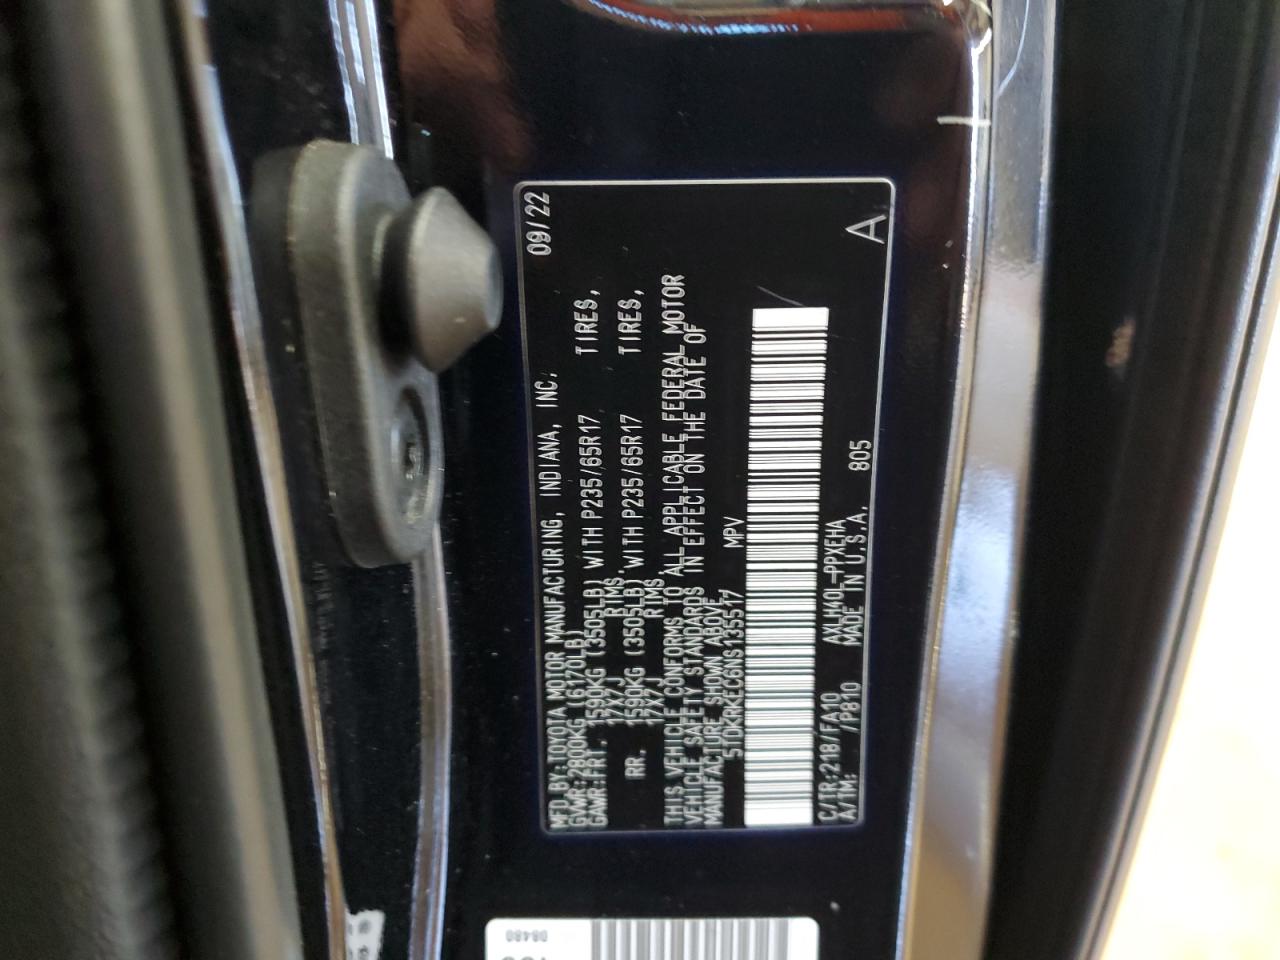 MFD.BY:TOYOTA MOTOR MANUFACTURING, INDIANA, INC. 09/22
GVWR:2800KG (6170LB)
GAWR:FRT. 1590KG (3505LB) WITH P235/65R17 TIRES,
17X7J RIMS,
RR. 1590KG (3505LB) WITH P235/65R17 TIRES,
17X7J RIMS
THIS VEHICLE CONFORMS TO ALL APPLICABLE FEDERAL MOTOR
VEHICLE SAFETY STANDARDS IN EFFECT ON THE DATE OF
MANUFACTURE SHOWN ABOVE.
5TDKRKEC6NS135517 MPV
C/TR:218/FA10 AXLH40L-PPXEHA
A/TM: /P810 MADE IN U.S.A. 805 A
08480